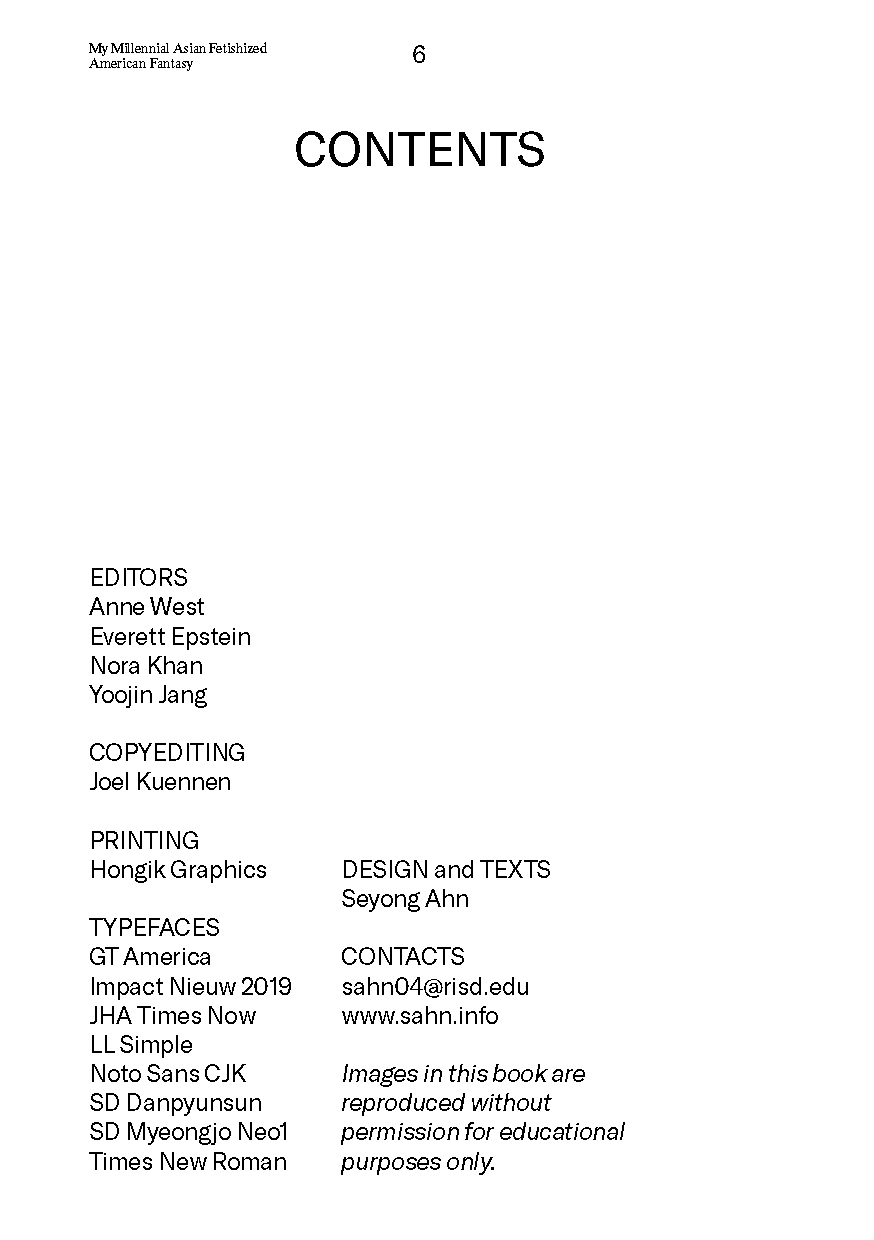 My Millennial Asian Fetishized
American Fantasy
6
CONTENTS
EDITORS
Anne West
Everett Epstein
Nora Khan
Yoojin Jang
COPYEDITING
Joel Kuennen
PRINTING
Hongik Graphics
TYPEFACES
GT America
Impact Nieuw 2019
JHA Times Now
LL Simple
Noto Sans CJK
SD Danpyunsun
SD Myeongjo Neo1
Times New Roman
DESIGN and TEXTS
Seyong Ahn
CONTACTS
sahn04@risd.edu
www.sahn.info
Images in this book are
reproduced without
permission for educational
purposes only.